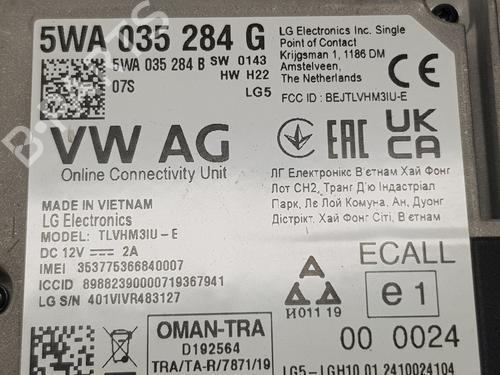 5WA 035 284 G
5WA 035 284 B SW 0143
HW H22
07S LG5
VW AG
Online Connectivity Unit
MADE IN VIETNAM
LG Electronics
MODEL: TLVHM3IU-E
DC 12V ⎓ 2A
IMEI 353775366840007
ICCID 89882390000719367941
LG S/N 401VIVR483127
OMAN-TRA
D192564
TRA/TA-R/7871/19
LG Electronics Inc. Single
Point of Contact
Krijgsman 1, 1186 DM
Amstelveen,
The Netherlands
FCC ID : BEJTLVHM3IU-E
EAC
UK
CA
ЛГ Електронікс В'єтнам Хай Фонг
Лот CH2, Транг Д'ю Індастріал
Парк, Ле Лой Комуна, Ан, Дуонг
Дістрікт, Хай Фонг Сіті, В'єтнам
ECALL
e1
И011 19
00 0024
LG5-LGH10.01.2410024104